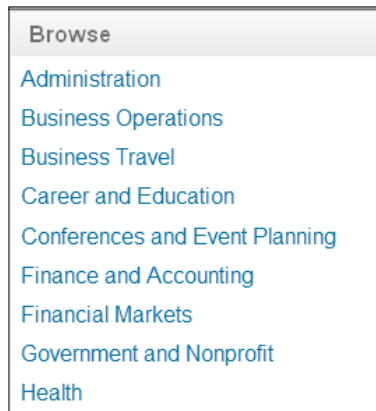 Browse
Administration
Business Operations
Business Travel
Career and Education
Conferences and Event Planning
Finance and Accounting
Financial Markets
Government and Nonprofit
Health